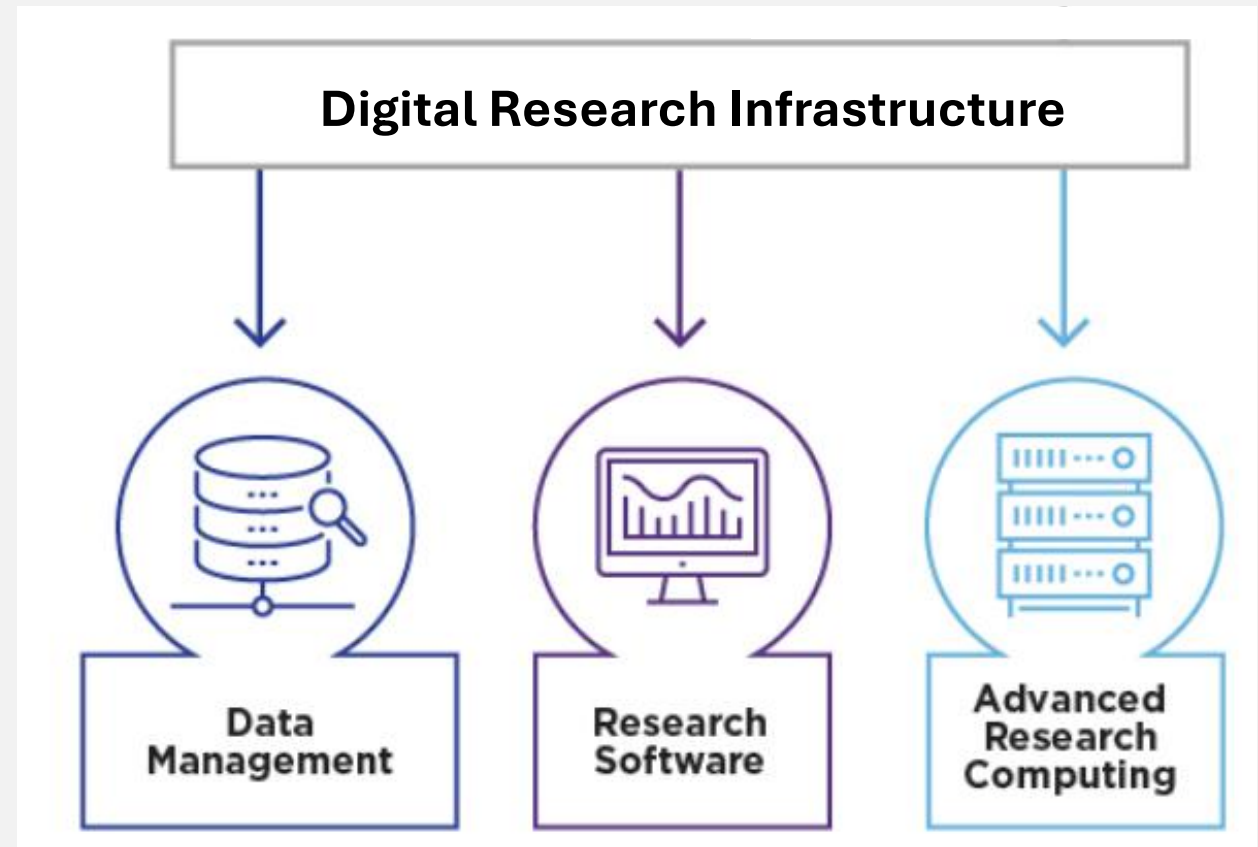 Digital Research Infrastructure
Data
Management
Research
Software
Advanced
Research
Computing